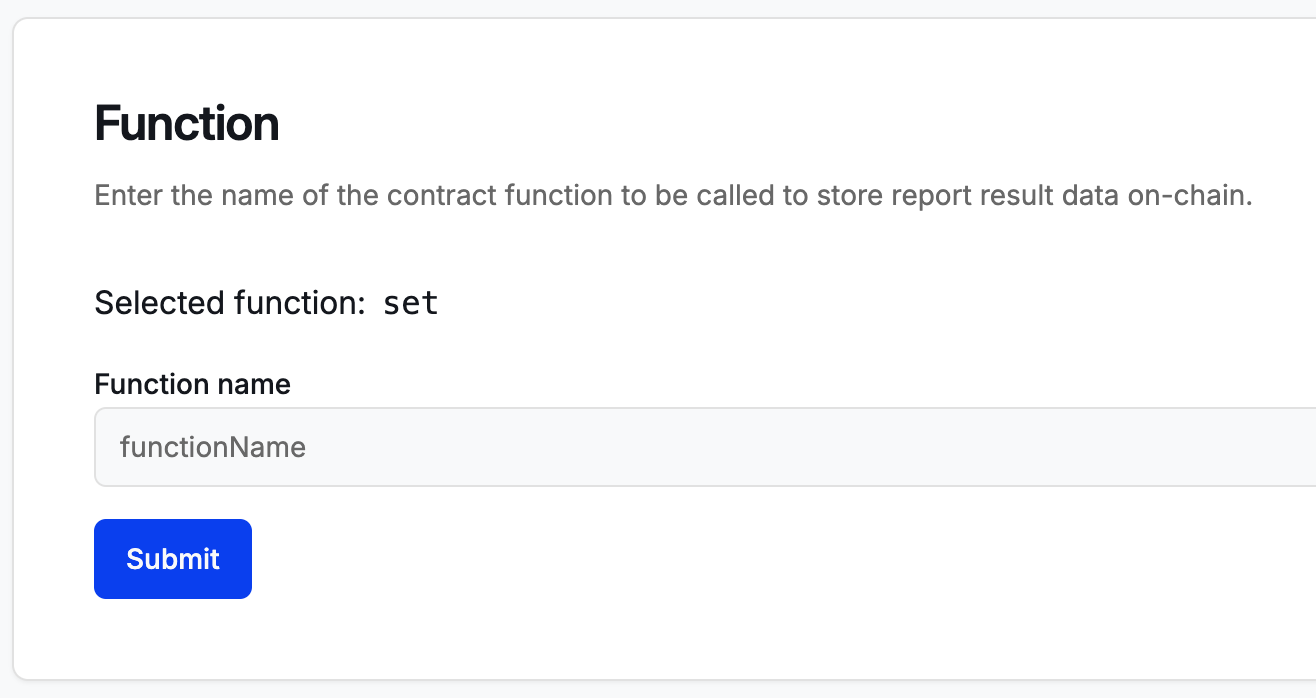 Function
Enter the name of the contract function to be called to store report result data on-chain.
Selected function: set
Function name
functionName
Submit